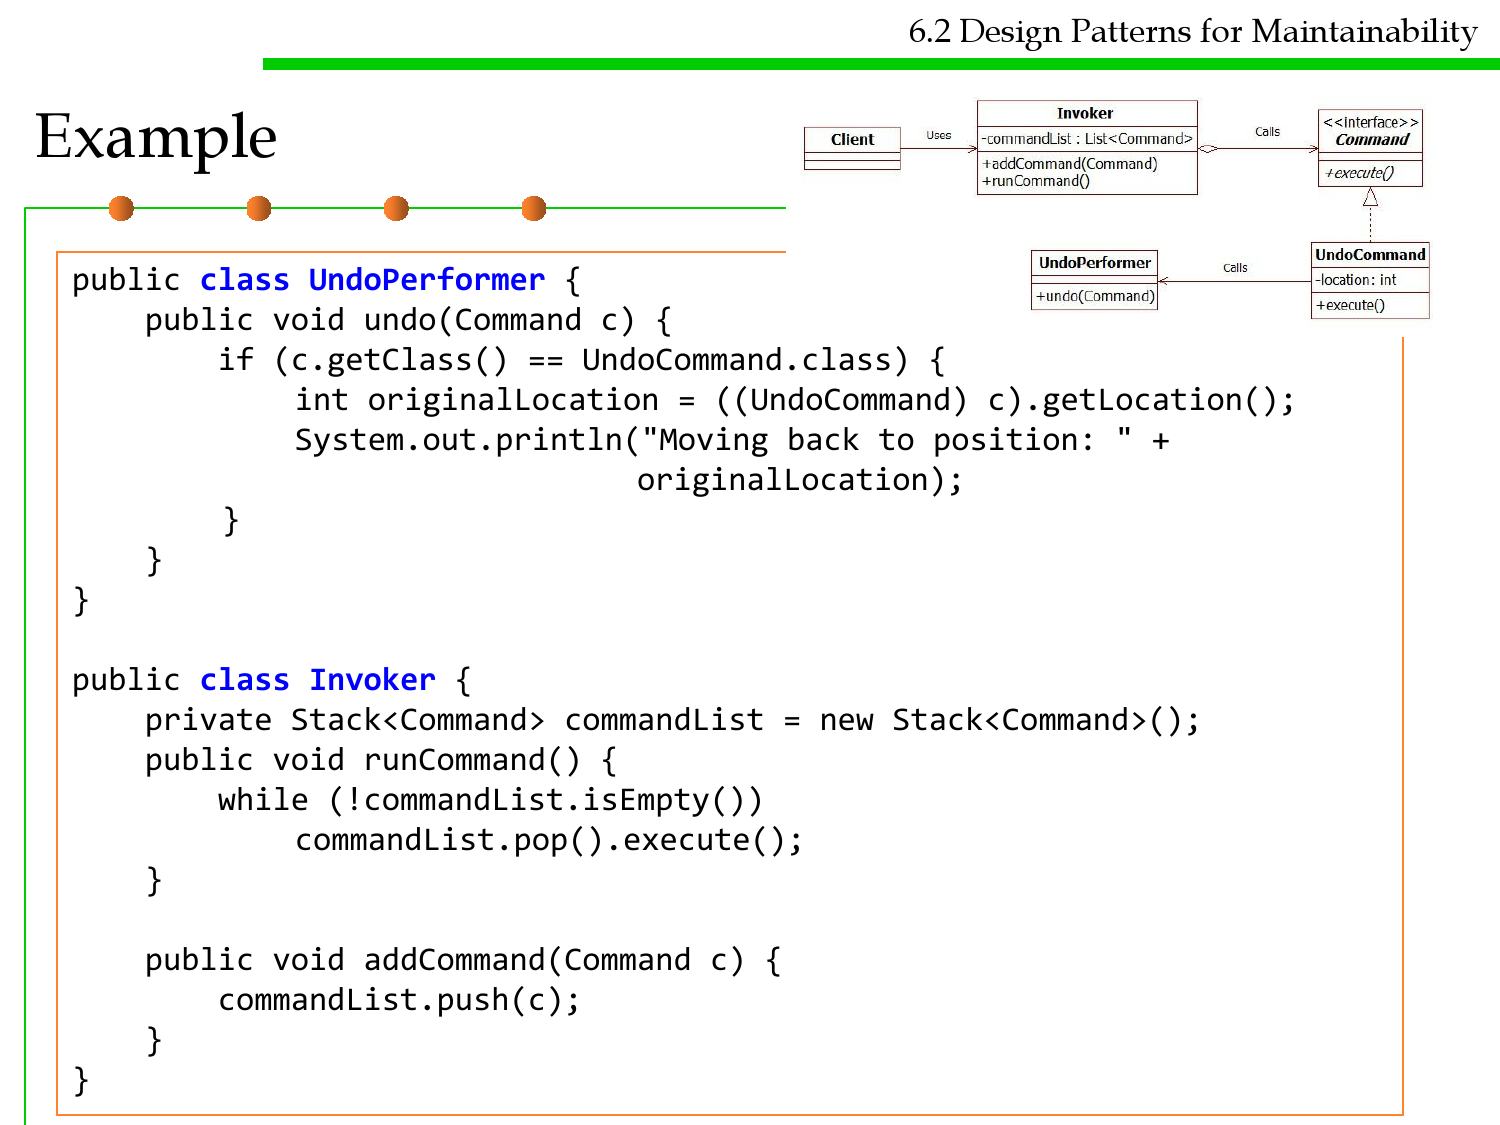 6.2 Design Patterns for Maintainability
Example
Client
Uses
Invoker
-commandList : List<Command>
+addCommand(Command)
+runCommand()
Calls
<<interface>>
Command
+execute()
UndoPerformer
+undo(Command)
Calls
UndoCommand
-location: int
+execute()
public class UndoPerformer {
    public void undo(Command c) {
        if (c.getClass() == UndoCommand.class) {
            int originalLocation = ((UndoCommand) c).getLocation();
            System.out.println("Moving back to position: " +
                               originalLocation);
        }
    }
}

public class Invoker {
    private Stack<Command> commandList = new Stack<Command>();
    public void runCommand() {
        while (!commandList.isEmpty())
            commandList.pop().execute();
    }

    public void addCommand(Command c) {
        commandList.push(c);
    }
}